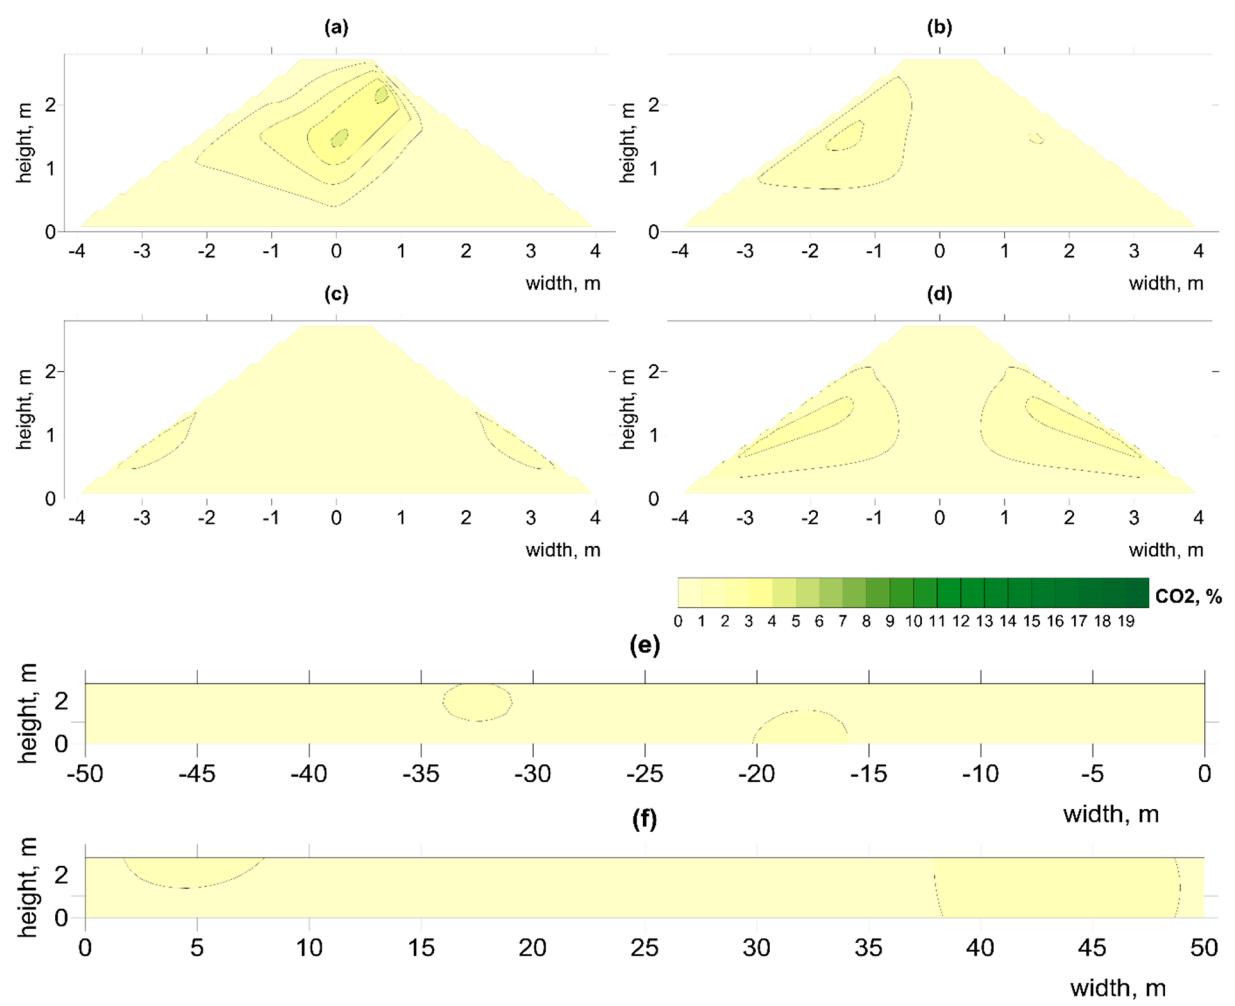 (a)
(b)
height, m
2
1
0
-4 -3 -2 -1 0 1 2 3 4
width, m
height, m
2
1
0
-4 -3 -2 -1 0 1 2 3 4
width, m
(c)
(d)
height, m
2
1
0
-4 -3 -2 -1 0 1 2 3 4
width, m
height, m
2
1
0
-4 -3 -2 -1 0 1 2 3 4
width, m
CO2, %
0 1 2 3 4 5 6 7 8 9 10 11 12 13 14 15 16 17 18 19
(e)
height, m
2
0
-50 -45 -40 -35 -30 -25 -20 -15 -10 -5 0
width, m
(f)
height, m
2
0
0 5 10 15 20 25 30 35 40 45 50
width, m